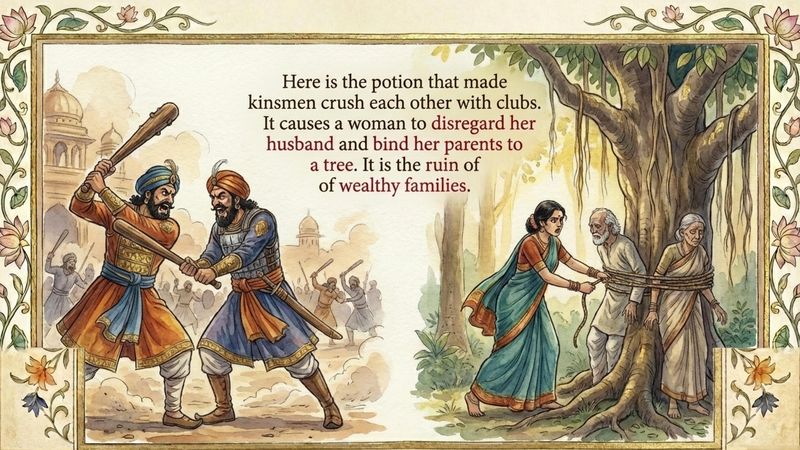 Here is the potion that made
kinsmen crush each other with clubs.
It causes a woman to disregard her
husband and bind her parents to
a tree. It is the ruin of
of wealthy families.